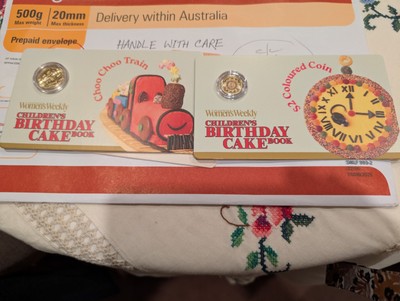 500g
Max weight
20mm
Max thickness
Delivery within Australia
Prepaid envelope
HANDLE WITH CARE
Choo Choo Train
Women's Weekly
CHILDREN'S
BIRTHDAY
CAKE BOOK
$2 Coloured Coin
Women's Weekly
CHILDREN'S
BIRTHDAY
CAKE BOOK